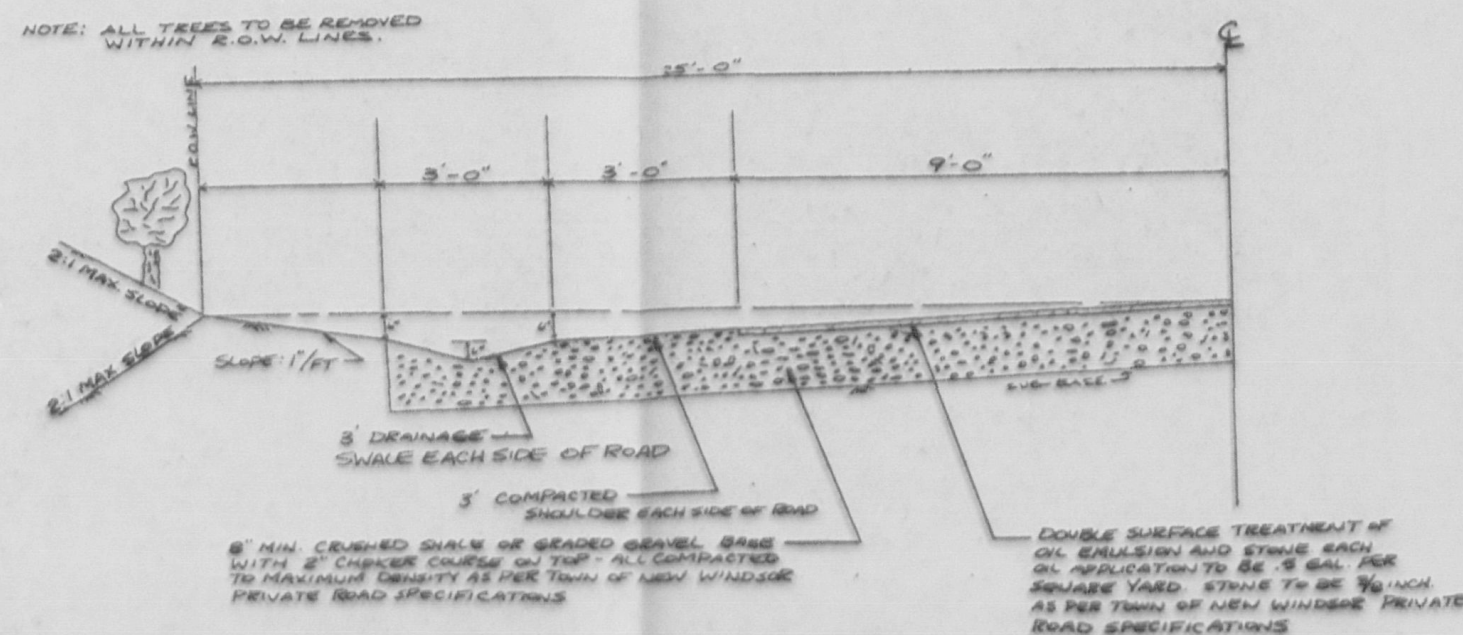 NOTE: ALL TREES TO BE REMOVED
WITHIN R.O.W. LINES.
℄
25'-0"
R.O.W. LINE
3'-0"
3'-0"
9'-0"
2:1 MAX SLOPE
2:1 MAX SLOPE
SLOPE: 1"/FT
6"
SUB-BASE
3' DRAINAGE
SWALE EACH SIDE OF ROAD
3' COMPACTED
SHOULDER EACH SIDE OF ROAD
8" MIN. CRUSHED SHALE OR GRADED GRAVEL BASE
WITH 2" CHOKER COURSE ON TOP - ALL COMPACTED
TO MAXIMUM DENSITY AS PER TOWN OF NEW WINDSOR
PRIVATE ROAD SPECIFICATIONS
DOUBLE SURFACE TREATMENT OF
OIL EMULSION AND STONE EACH
OIL APPLICATION TO BE .5 GAL. PER
SQUARE YARD. STONE TO BE INCH.
AS PER TOWN OF NEW WINDSOR PRIVATE
ROAD SPECIFICATIONS